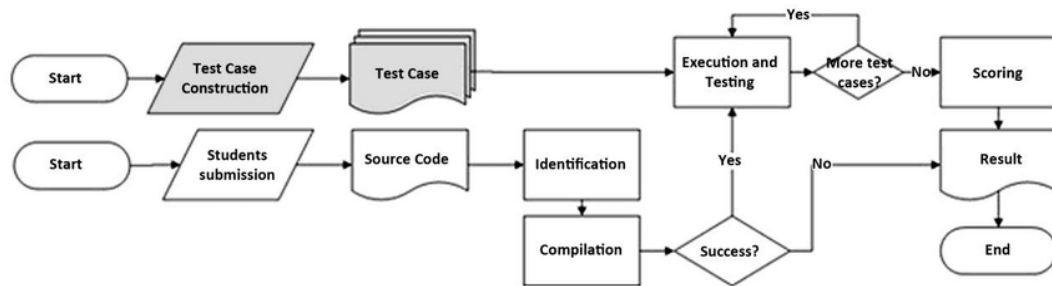 Yes
Start
Test Case
Construction
Test Case
Execution and
Testing
More test
cases?
No
Scoring
Start
Students
submission
Source Code
Identification
Yes
No
Result
Compilation
Success?
End